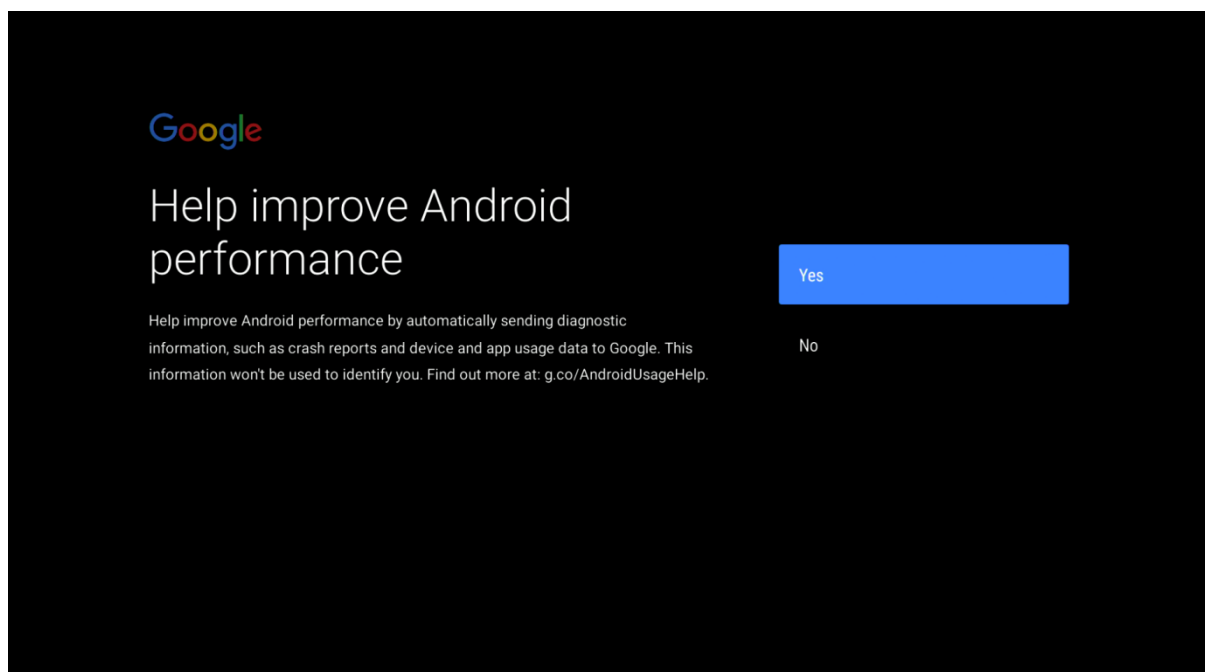 Google
Help improve Android
performance
Help improve Android performance by automatically sending diagnostic
information, such as crash reports and device and app usage data to Google. This
information won't be used to identify you. Find out more at: g.co/AndroidUsageHelp.
Yes
No